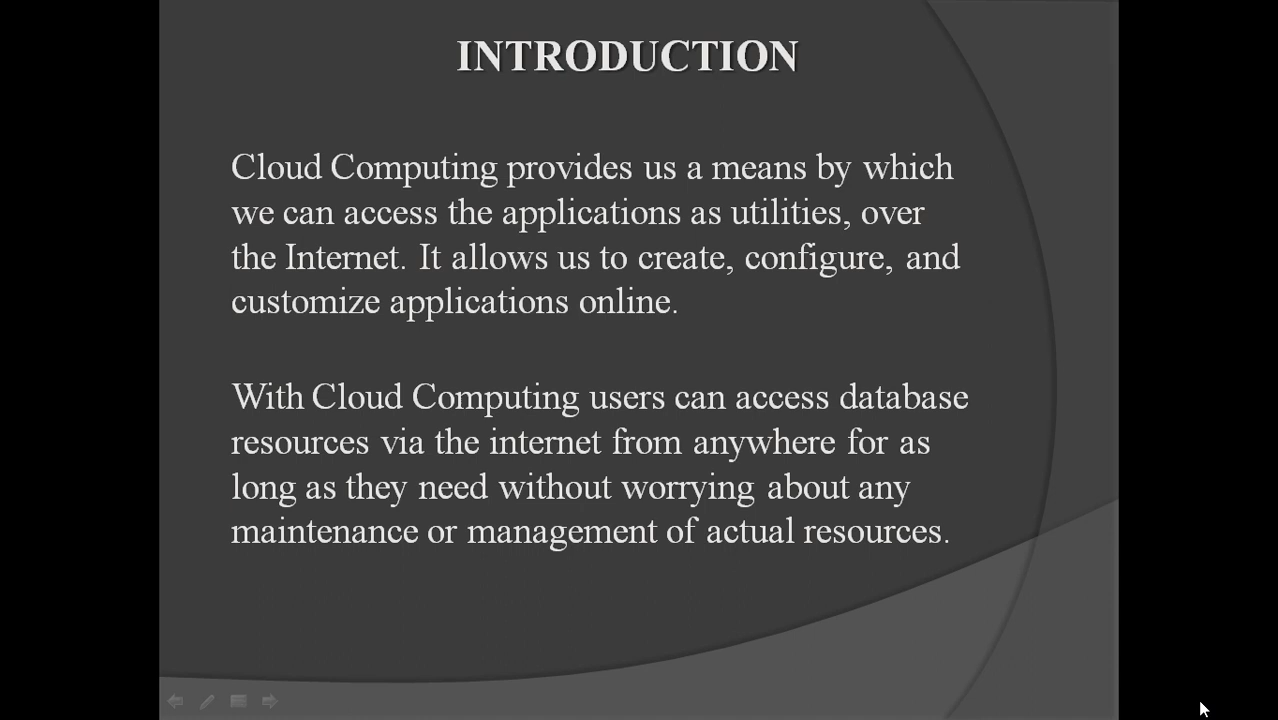 INTRODUCTION
Cloud Computing provides us a means by which
we can access the applications as utilities, over
the Internet. It allows us to create, configure, and
customize applications online.
With Cloud Computing users can access database
resources via the internet from anywhere for as
long as they need without worrying about any
maintenance or management of actual resources.